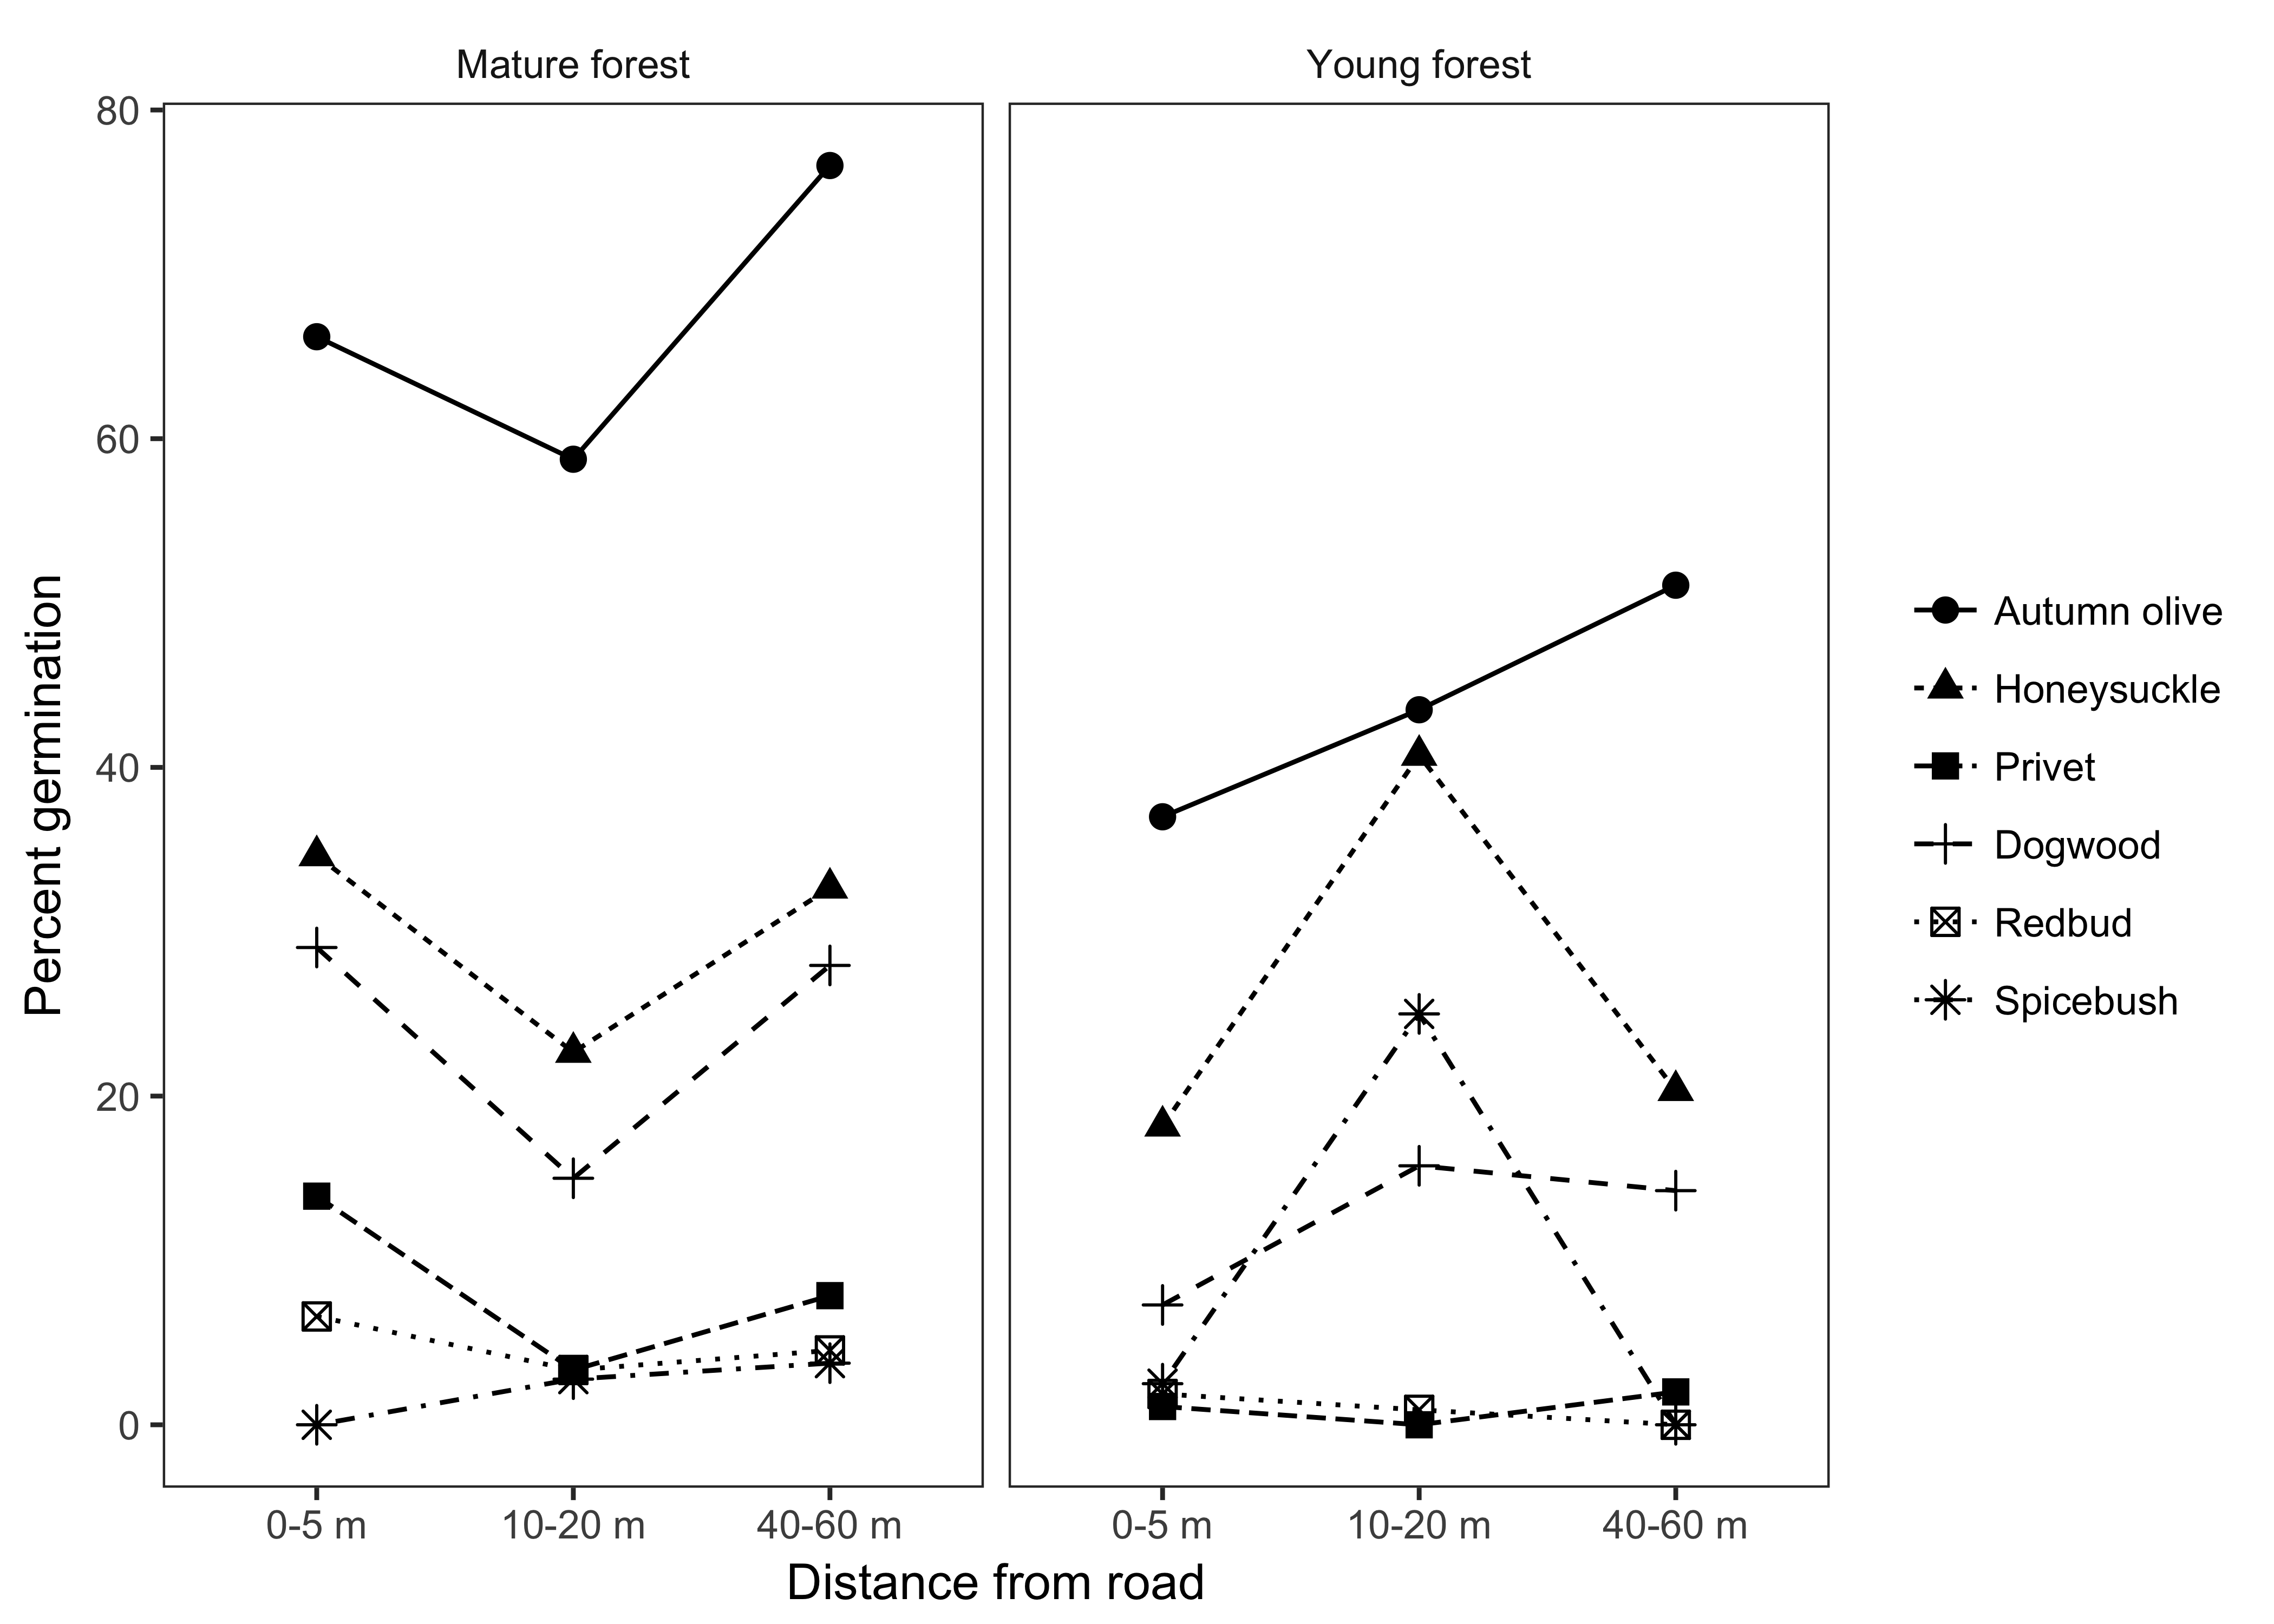 Mature forest
Young forest
80
60
40
20
0
Percent germination
0-5 m
10-20 m
40-60 m
0-5 m
10-20 m
40-60 m
Distance from road
Autumn olive
Honeysuckle
Privet
Dogwood
Redbud
Spicebush